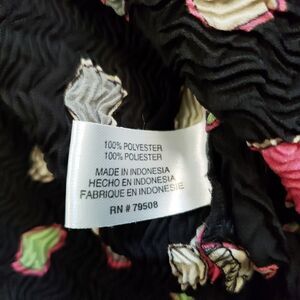 100% POLYESTER
100% POLIESTER
MADE IN INDONESIA
HECHO EN INDONESIA
FABRIQUE EN INDONESIE
RN # 79508